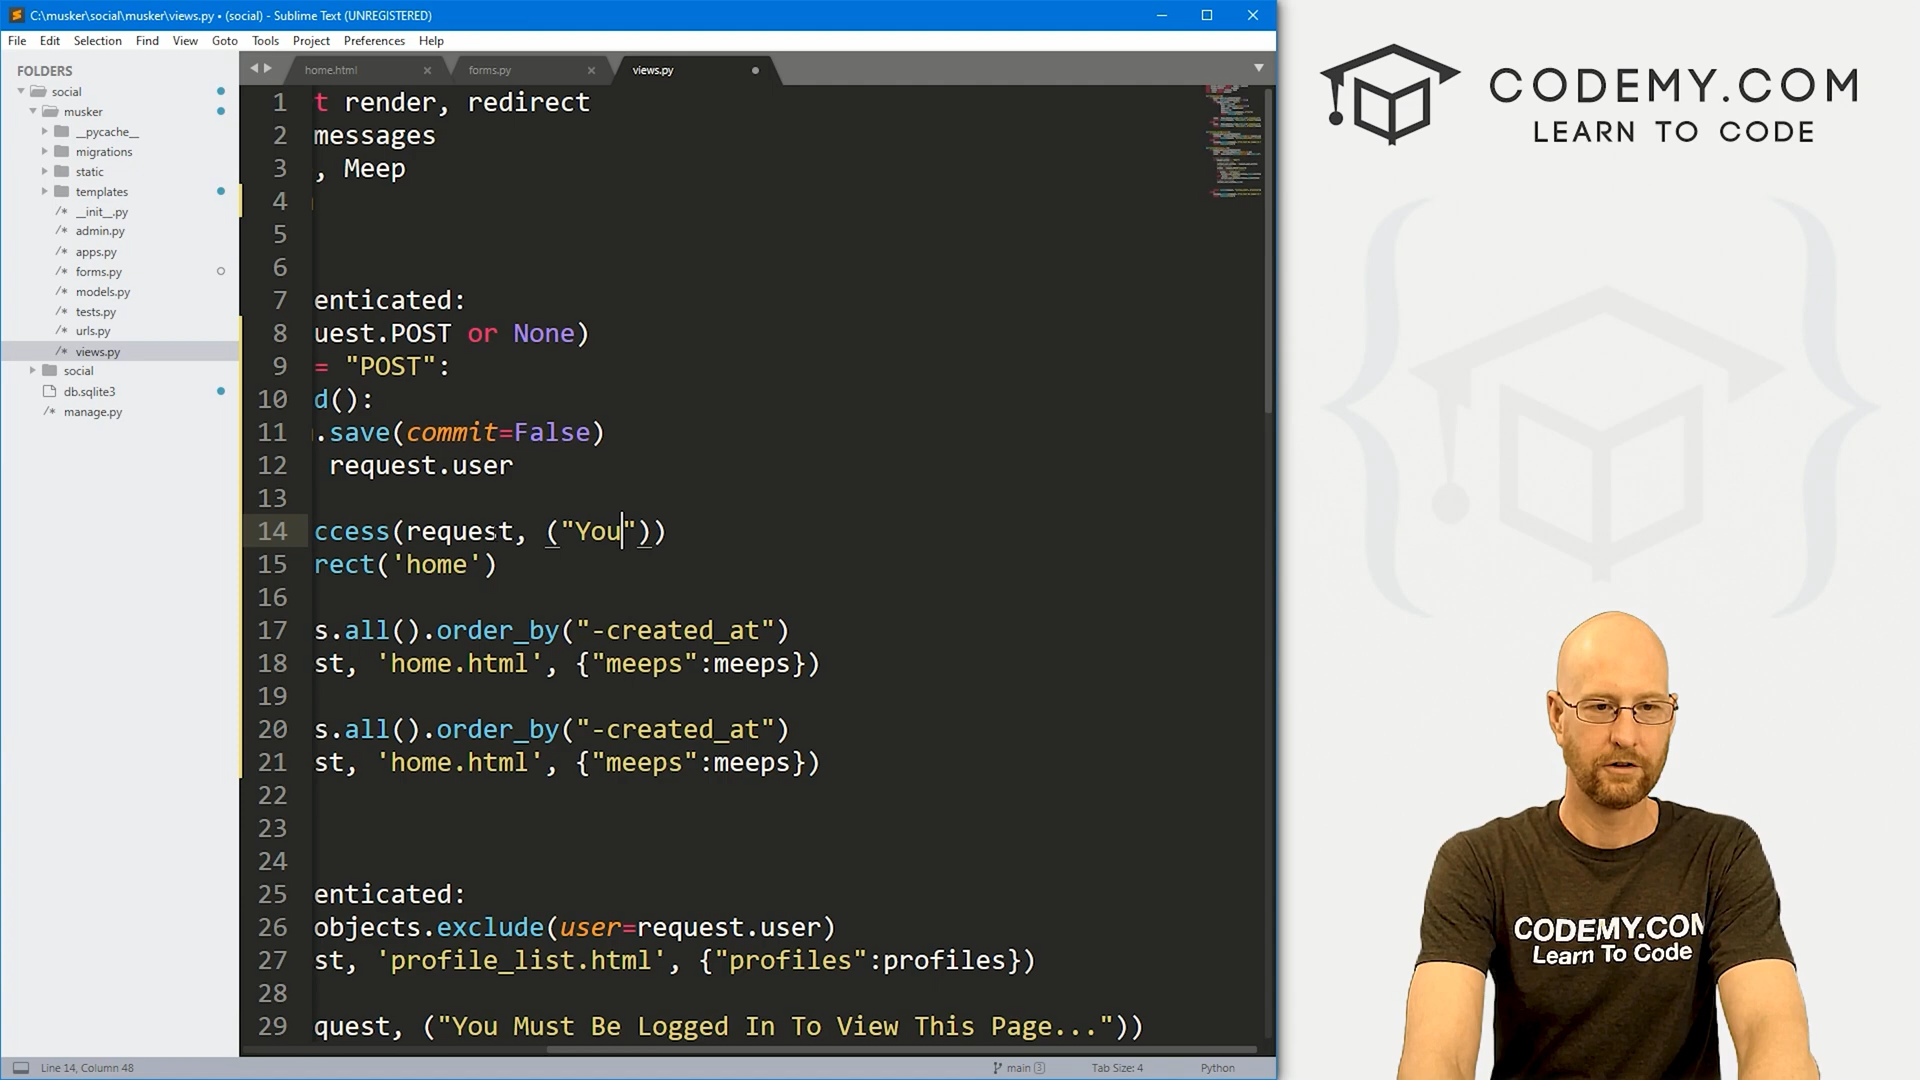 C:\musker\social\musker\views.py • (social) - Sublime Text (UNREGISTERED)
File Edit Selection Find View Goto Tools Project Preferences Help
FOLDERS
social
musker
__pycache__
migrations
static
templates
__init__.py
admin.py
apps.py
forms.py
models.py
tests.py
urls.py
views.py
social
db.sqlite3
manage.py
home.html
forms.py
views.py
1 t render, redirect
2 messages
3 , Meep
4
5
6
7 enticated:
8 uest.POST or None)
9 = "POST":
10 d():
11 .save(commit=False)
12 request.user
13
14 ccess(request, ("You"))
15 rect('home')
16
17 s.all().order_by("-created_at")
18 st, 'home.html', {"meeps":meeps})
19
20 s.all().order_by("-created_at")
21 st, 'home.html', {"meeps":meeps})
22
23
24
25 enticated:
26 objects.exclude(user=request.user)
27 st, 'profile_list.html', {"profiles":profiles})
28
29 quest, ("You Must Be Logged In To View This Page..."))
Line 14, Column 48
main 3
Tab Size: 4
Python
CODEMY.COM
LEARN TO CODE
CODEMY.COM
Learn To Code